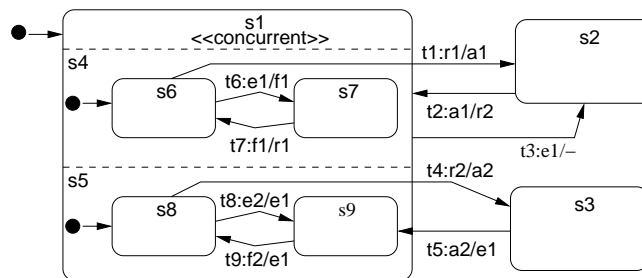 s1
<<concurrent>>
s2
s4
t1:r1/a1
s6
t6:e1/f1
s7
t2:a1/r2
t7:f1/r1
t3:e1/–
s5
t4:r2/a2
s8
t8:e2/e1
s9
s3
t9:f2/e1
t5:a2/e1